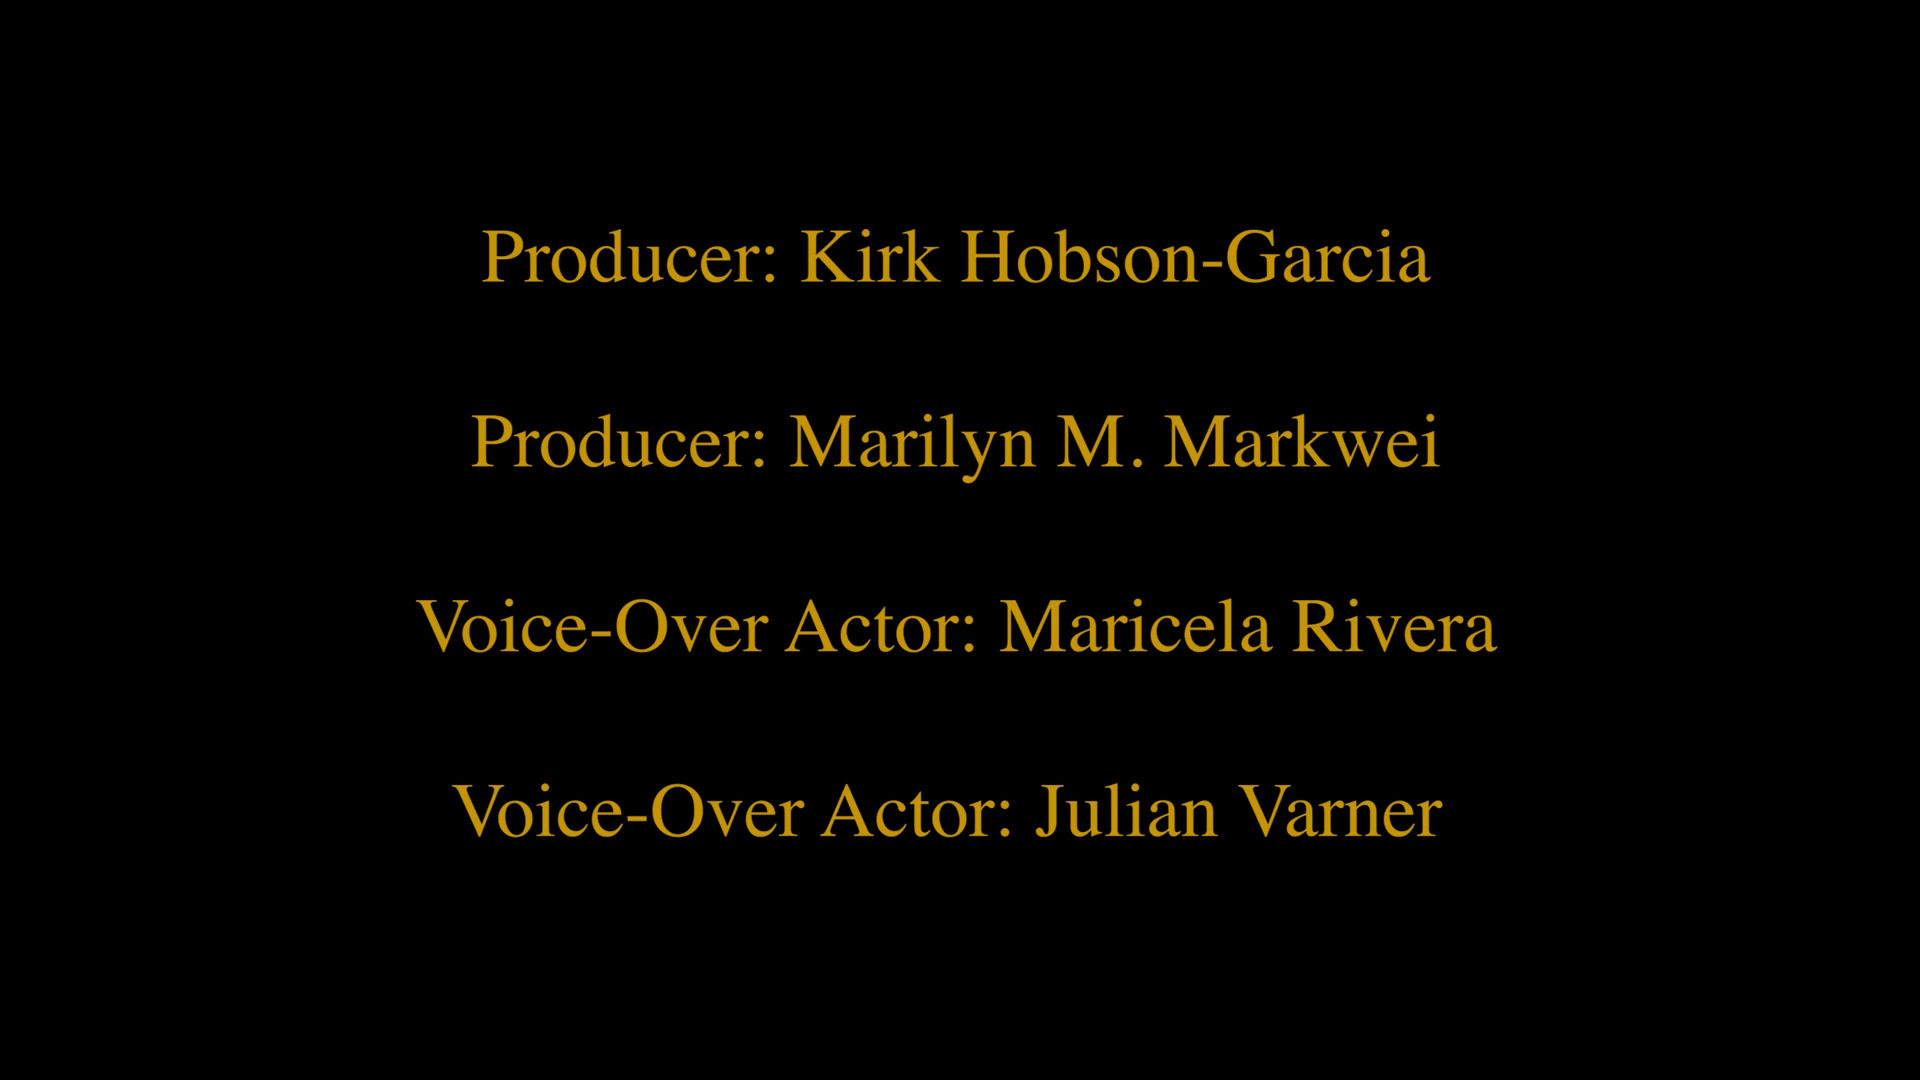 Producer: Kirk Hobson-Garcia
Producer: Marilyn M. Markwei
Voice-Over Actor: Maricela Rivera
Voice-Over Actor: Julian Varner